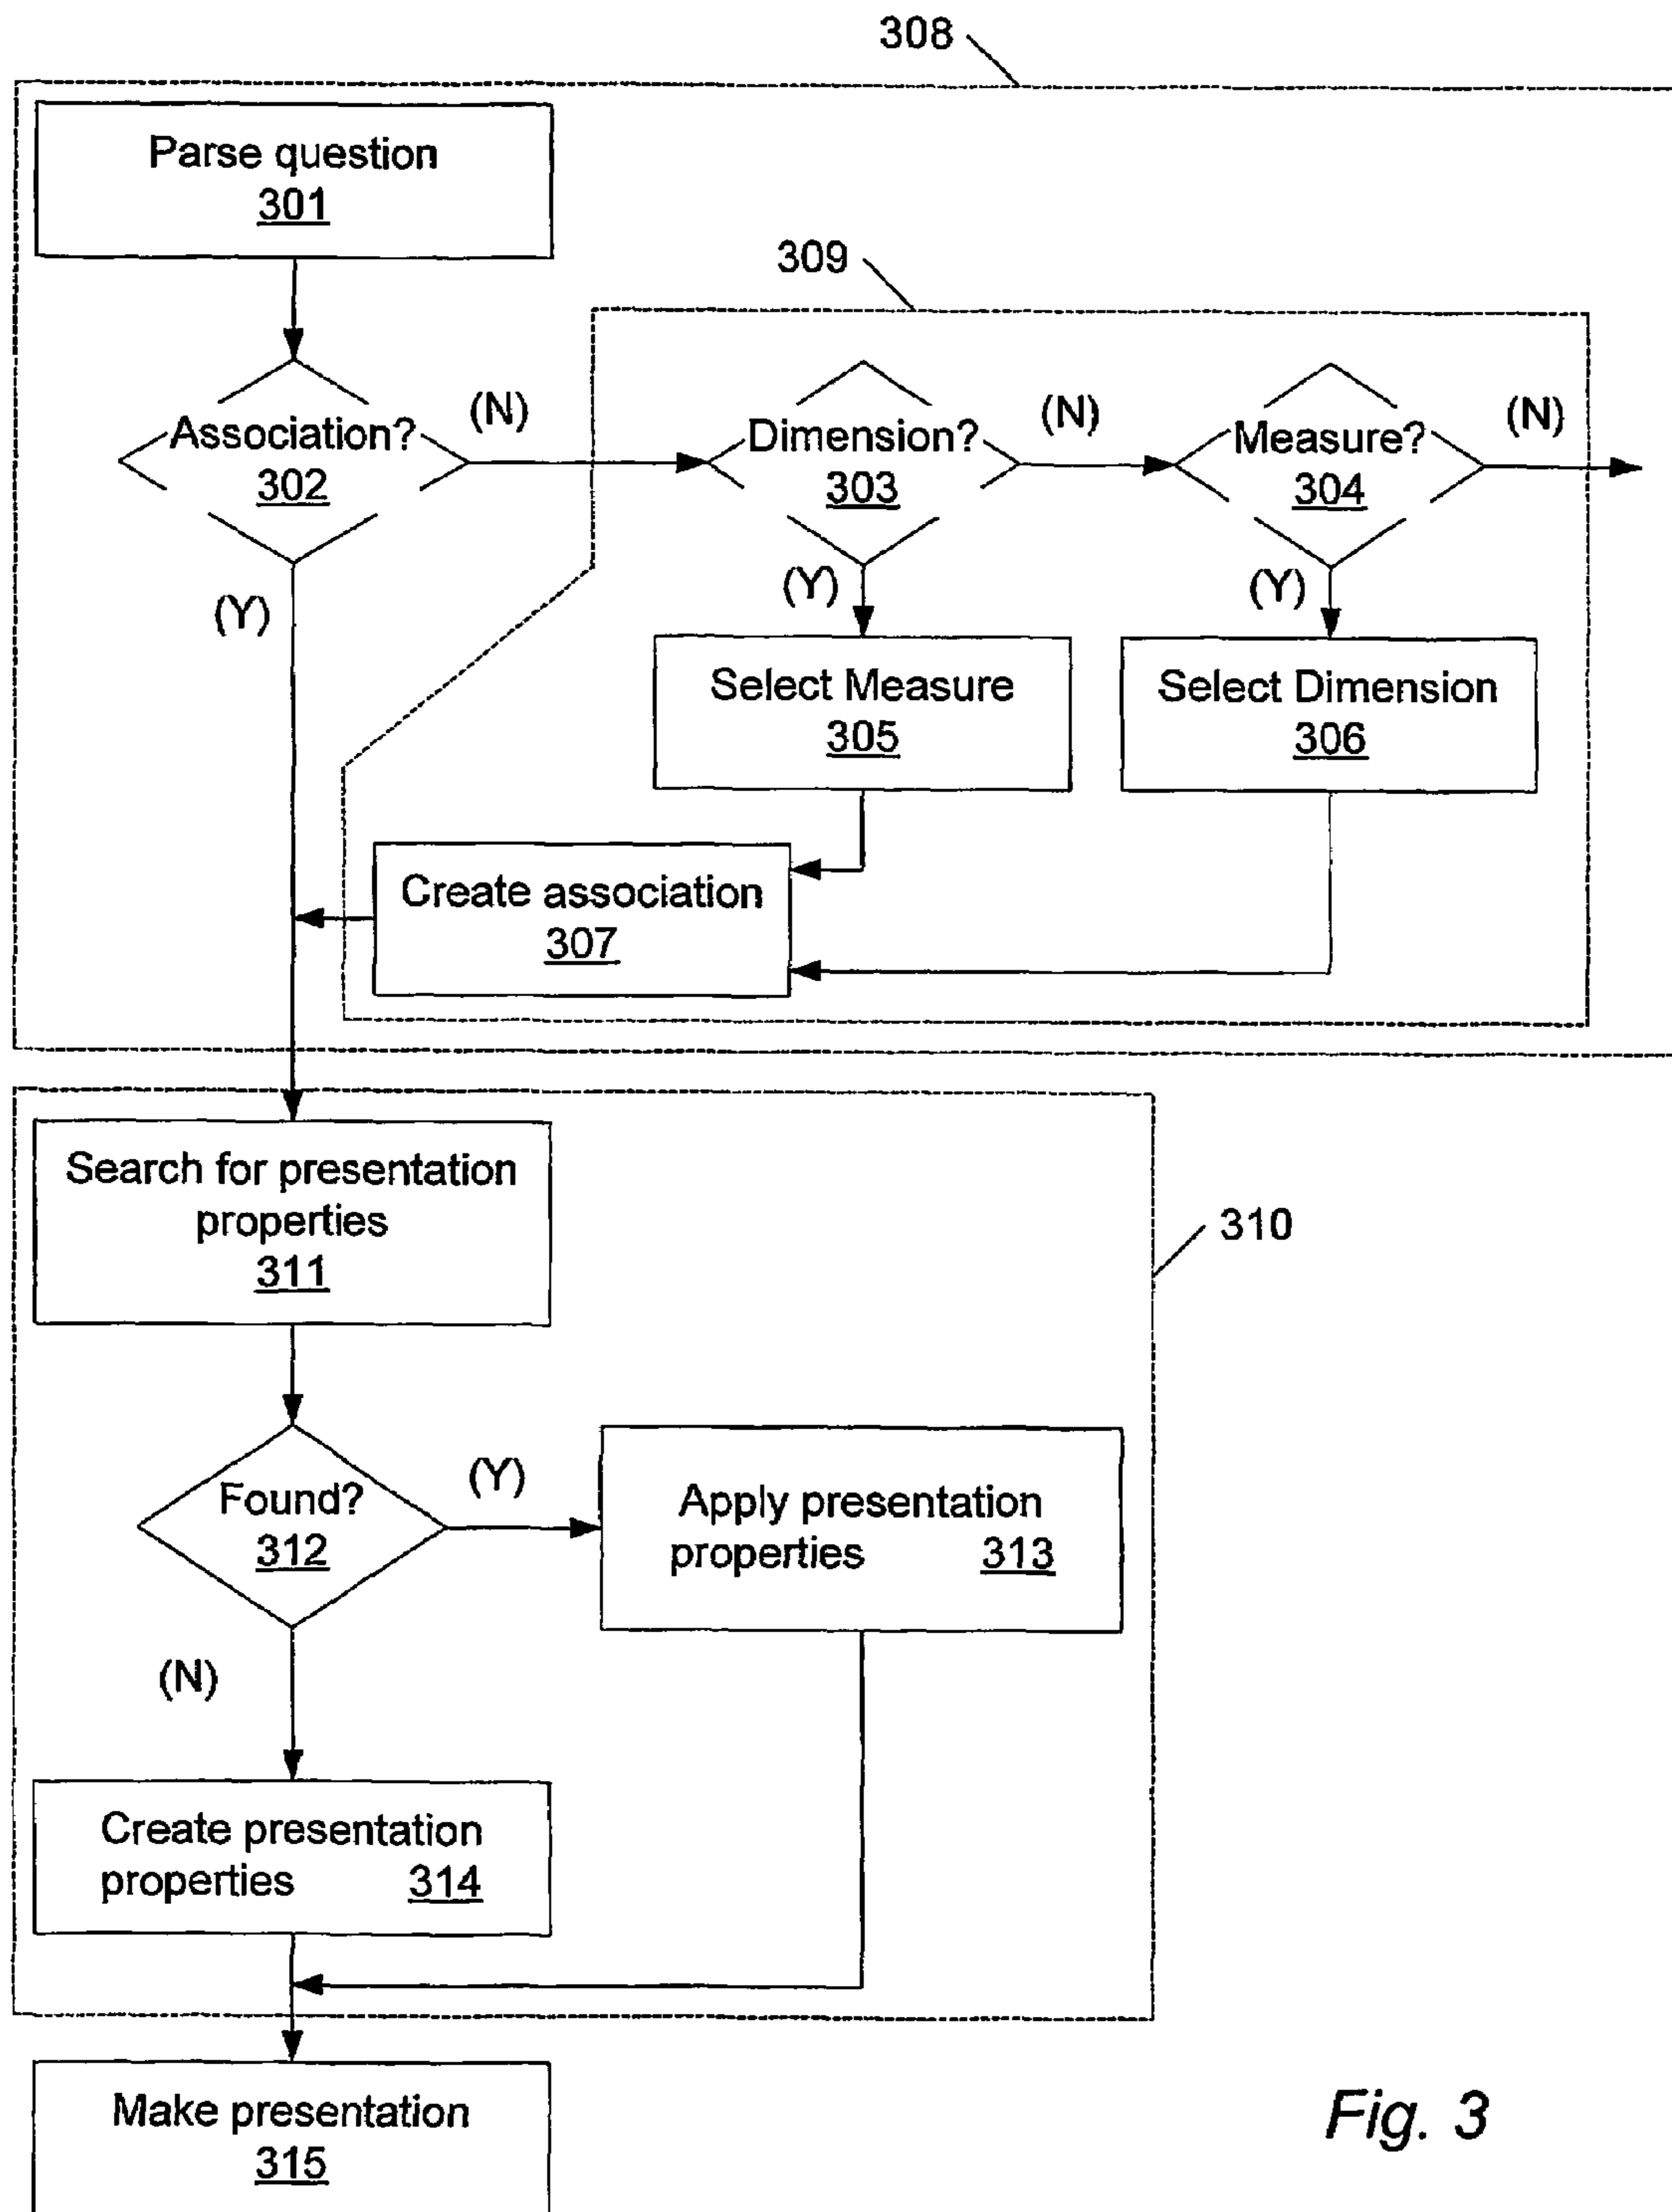 308
Parse question
301
309
Association?
302
(N)
Dimension?
303
(N)
Measure?
304
(N)
(Y)
(Y)
(Y)
Select Measure
305
Select Dimension
306
Create association
307
Search for presentation
properties
311
310
Found?
312
(Y)
Apply presentation
properties 313
(N)
Create presentation
properties 314
Make presentation
315
Fig. 3